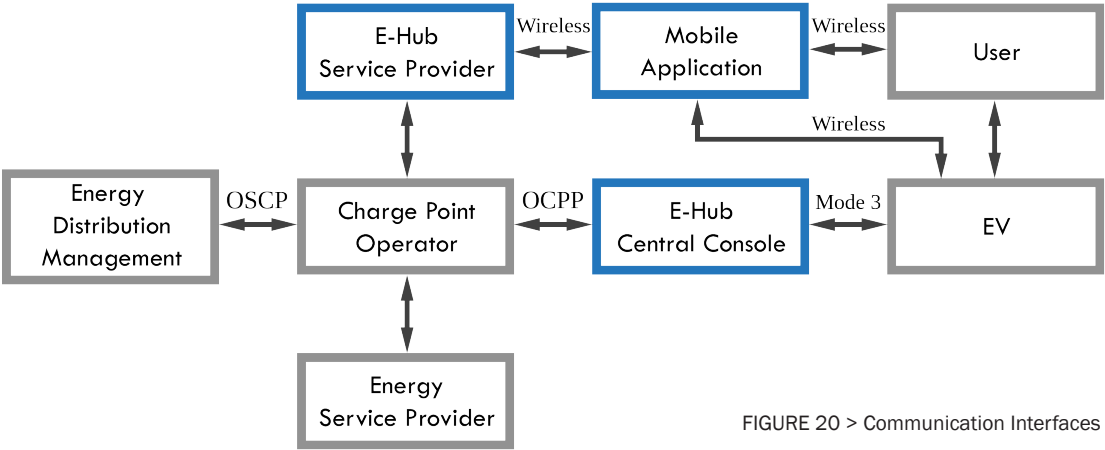 E-Hub
Service Provider
Wireless
Mobile
Application
Wireless
User
Wireless
Energy
Distribution
Management
OSCP
Charge Point
Operator
OCPP
E-Hub
Central Console
Mode 3
EV
Energy
Service Provider
FIGURE 20 > Communication Interfaces